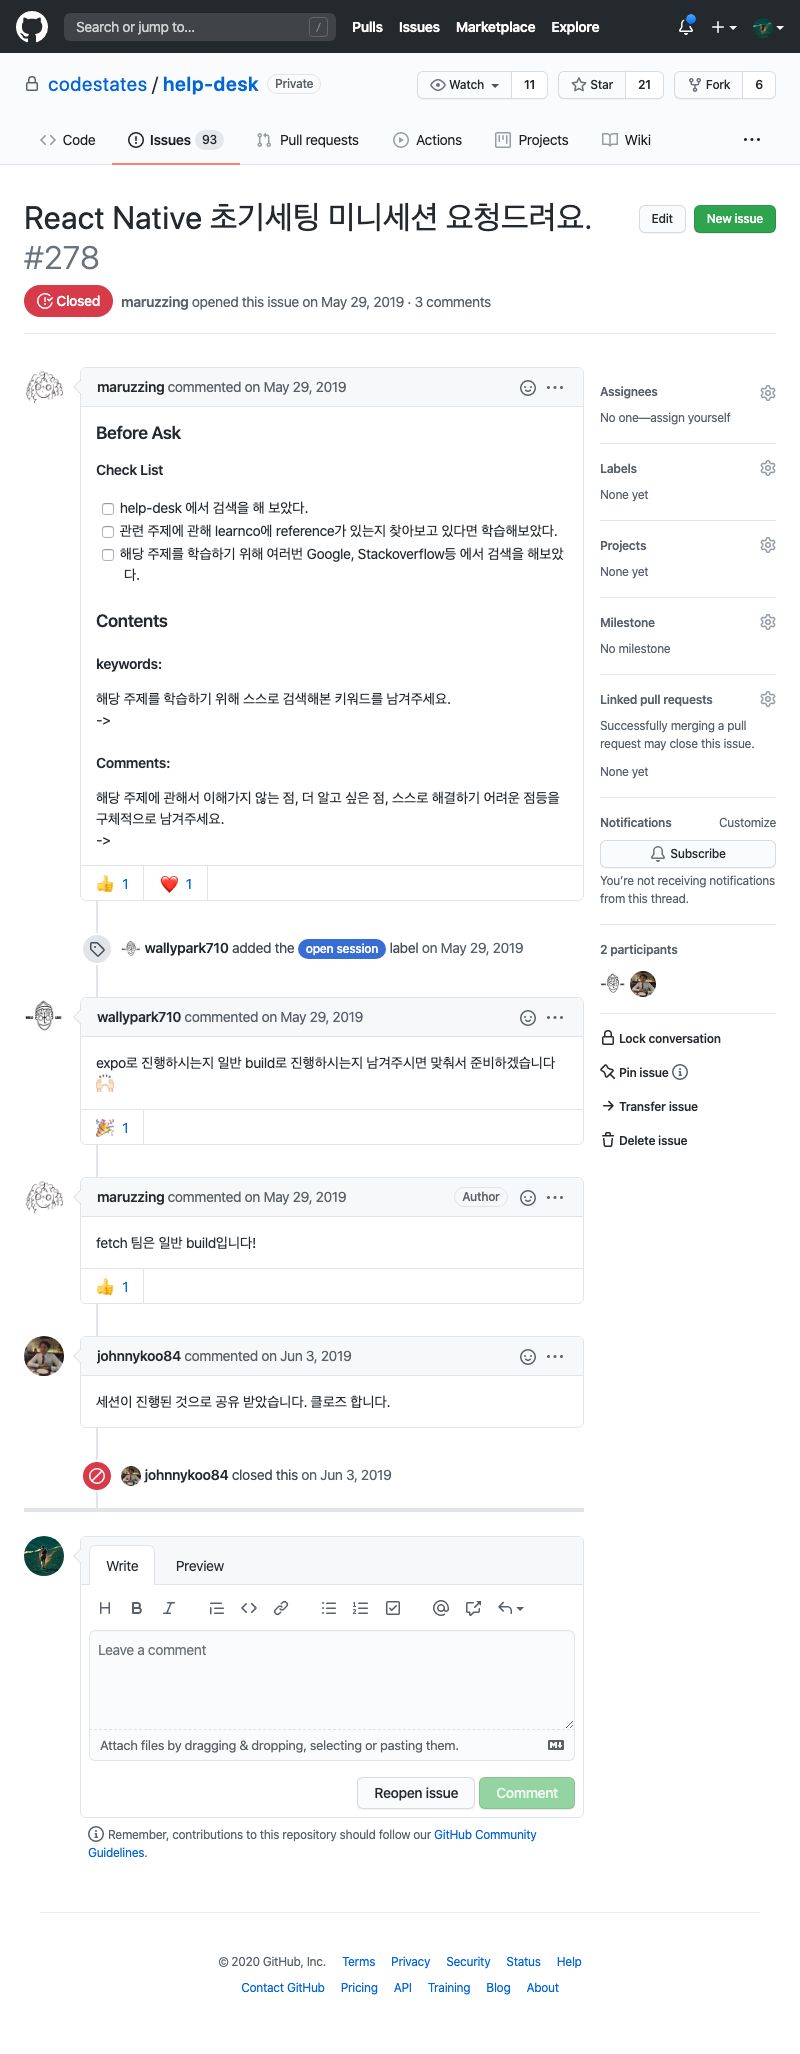 Search or jump to... /
Pulls Issues Marketplace Explore
codestates / help-desk Private
Watch 11 Star 21 Fork 6
Code Issues 93 Pull requests Actions Projects Wiki
React Native 초기세팅 미니세션 요청드려요.
#278
Edit New issue
Closed maruzzing opened this issue on May 29, 2019 · 3 comments
maruzzing commented on May 29, 2019
Before Ask
Check List
help-desk 에서 검색을 해 보았다.
관련 주제에 관해 learnco에 reference가 있는지 찾아보고 있다면 학습해보았다.
해당 주제를 학습하기 위해 여러번 Google, Stackoverflow등 에서 검색을 해보았
다.
Contents
keywords:
해당 주제를 학습하기 위해 스스로 검색해본 키워드를 남겨주세요.
->
Comments:
해당 주제에 관해서 이해가지 않는 점, 더 알고 싶은 점, 스스로 해결하기 어려운 점등을
구체적으로 남겨주세요.
->
1 1
wallypark710 added the open session label on May 29, 2019
wallypark710 commented on May 29, 2019
expo로 진행하시는지 일반 build로 진행하시는지 남겨주시면 맞춰서 준비하겠습니다
1
maruzzing commented on May 29, 2019 Author
fetch 팀은 일반 build입니다!
1
johnnykoo84 commented on Jun 3, 2019
세션이 진행된 것으로 공유 받았습니다. 클로즈 합니다.
johnnykoo84 closed this on Jun 3, 2019
Assignees
No one—assign yourself
Labels
None yet
Projects
None yet
Milestone
No milestone
Linked pull requests
Successfully merging a pull
request may close this issue.
None yet
Notifications Customize
Subscribe
You're not receiving notifications
from this thread.
2 participants
Lock conversation
Pin issue
Transfer issue
Delete issue
Write Preview
H B I
Leave a comment
Attach files by dragging & dropping, selecting or pasting them.
Reopen issue Comment
Remember, contributions to this repository should follow our GitHub Community
Guidelines.
© 2020 GitHub, Inc. Terms Privacy Security Status Help
Contact GitHub Pricing API Training Blog About